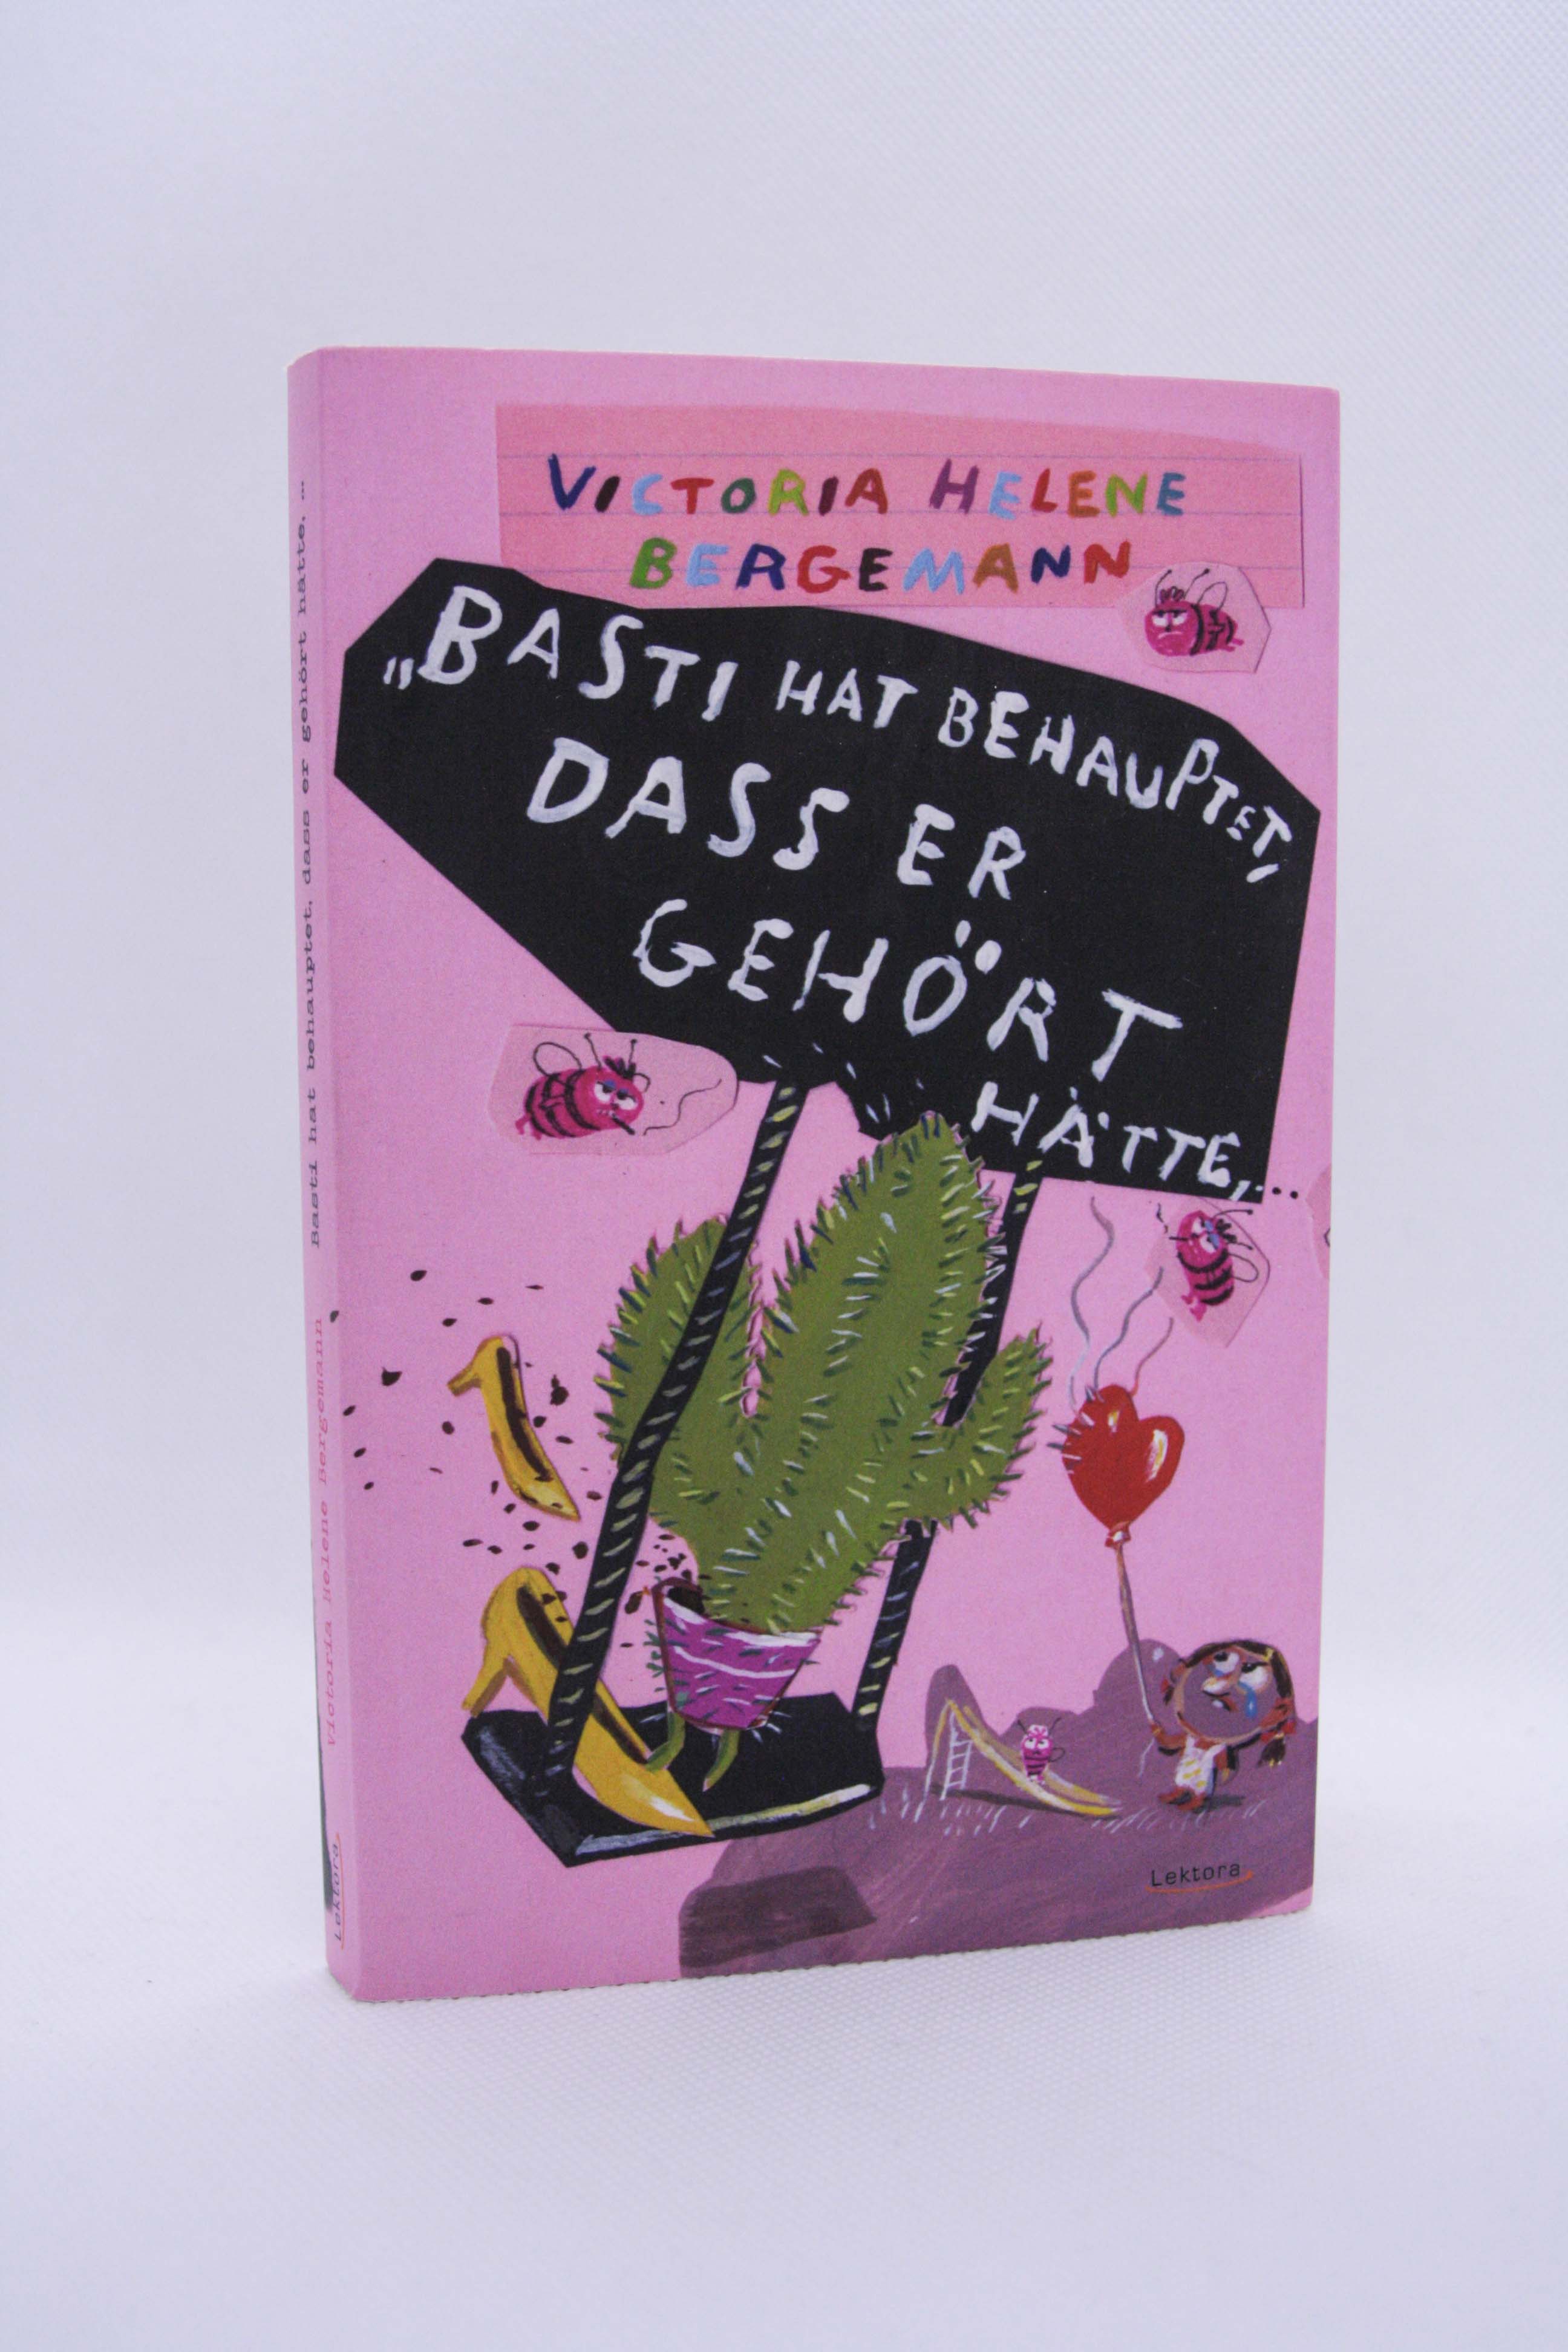 VICTORIA HELENE
BERGEMANN
„BASTI HAT BEHAUPTET,
DASS ER
GEHÖRT
HÄTTE,...
Lektora
Basti hat behauptet, dass er gehört hätte, …
Victoria Helene Bergemann
Lektora